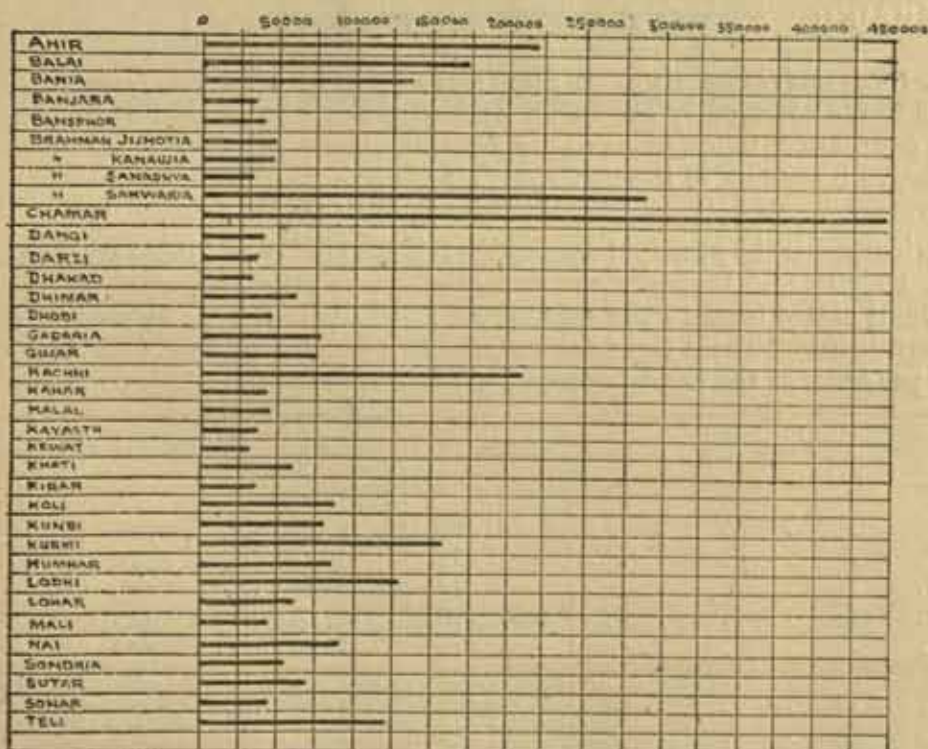 0 50000 100000 150000 200000 250000 300000 350000 400000 450000
AHIR
BALAI
BANIA
BANJARA
BANSPHOR
BRAHMAN JIJHOTIA
" KANAUJIA
" SANADHYA
" SARWARIA
CHAMAR
DANGI
DARZI
DHAKAD
DHIMAR
DHOBI
GADARIA
GUJAR
KACHHI
KAHAR
KALAL
KAYASTH
KEWAT
KHATI
KIRAR
KOLI
KUNBI
KURMI
KUMHAR
LODHI
LOHAR
MALI
NAI
SONDHIA
SUTAR
SONAR
TELI